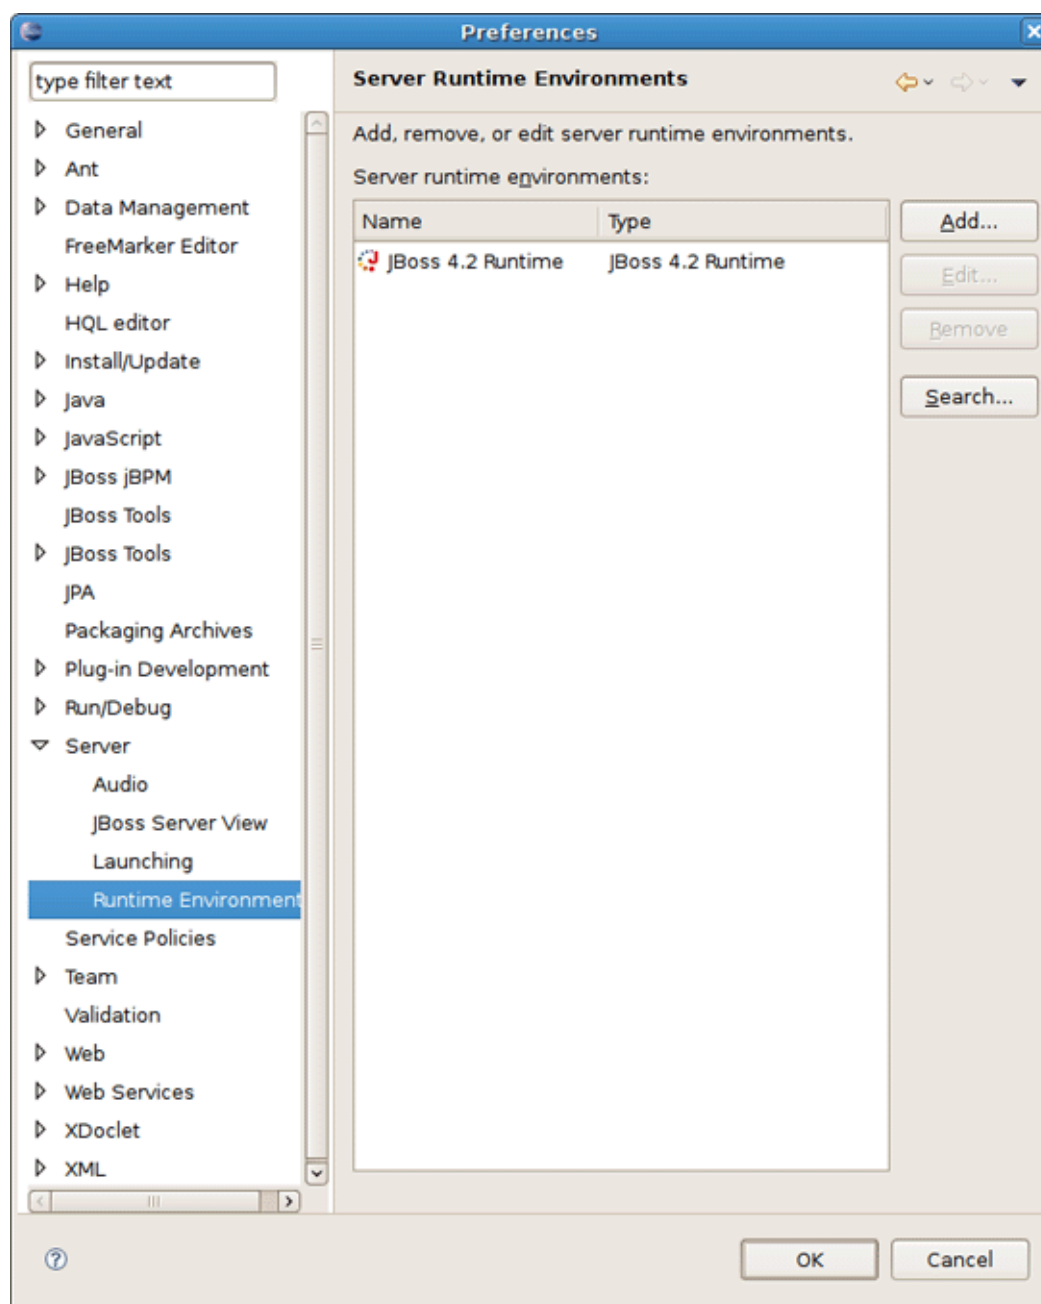 Preferences
type filter text
General
Ant
Data Management
FreeMarker Editor
Help
HQL editor
Install/Update
Java
JavaScript
JBoss jBPM
JBoss Tools
JBoss Tools
JPA
Packaging Archives
Plug-in Development
Run/Debug
Server
Audio
JBoss Server View
Launching
Runtime Environment
Service Policies
Team
Validation
Web
Web Services
XDoclet
XML
Server Runtime Environments
Add, remove, or edit server runtime environments.
Server runtime environments:
Name Type
JBoss 4.2 Runtime JBoss 4.2 Runtime
Add...
Edit...
Remove
Search...
OK Cancel